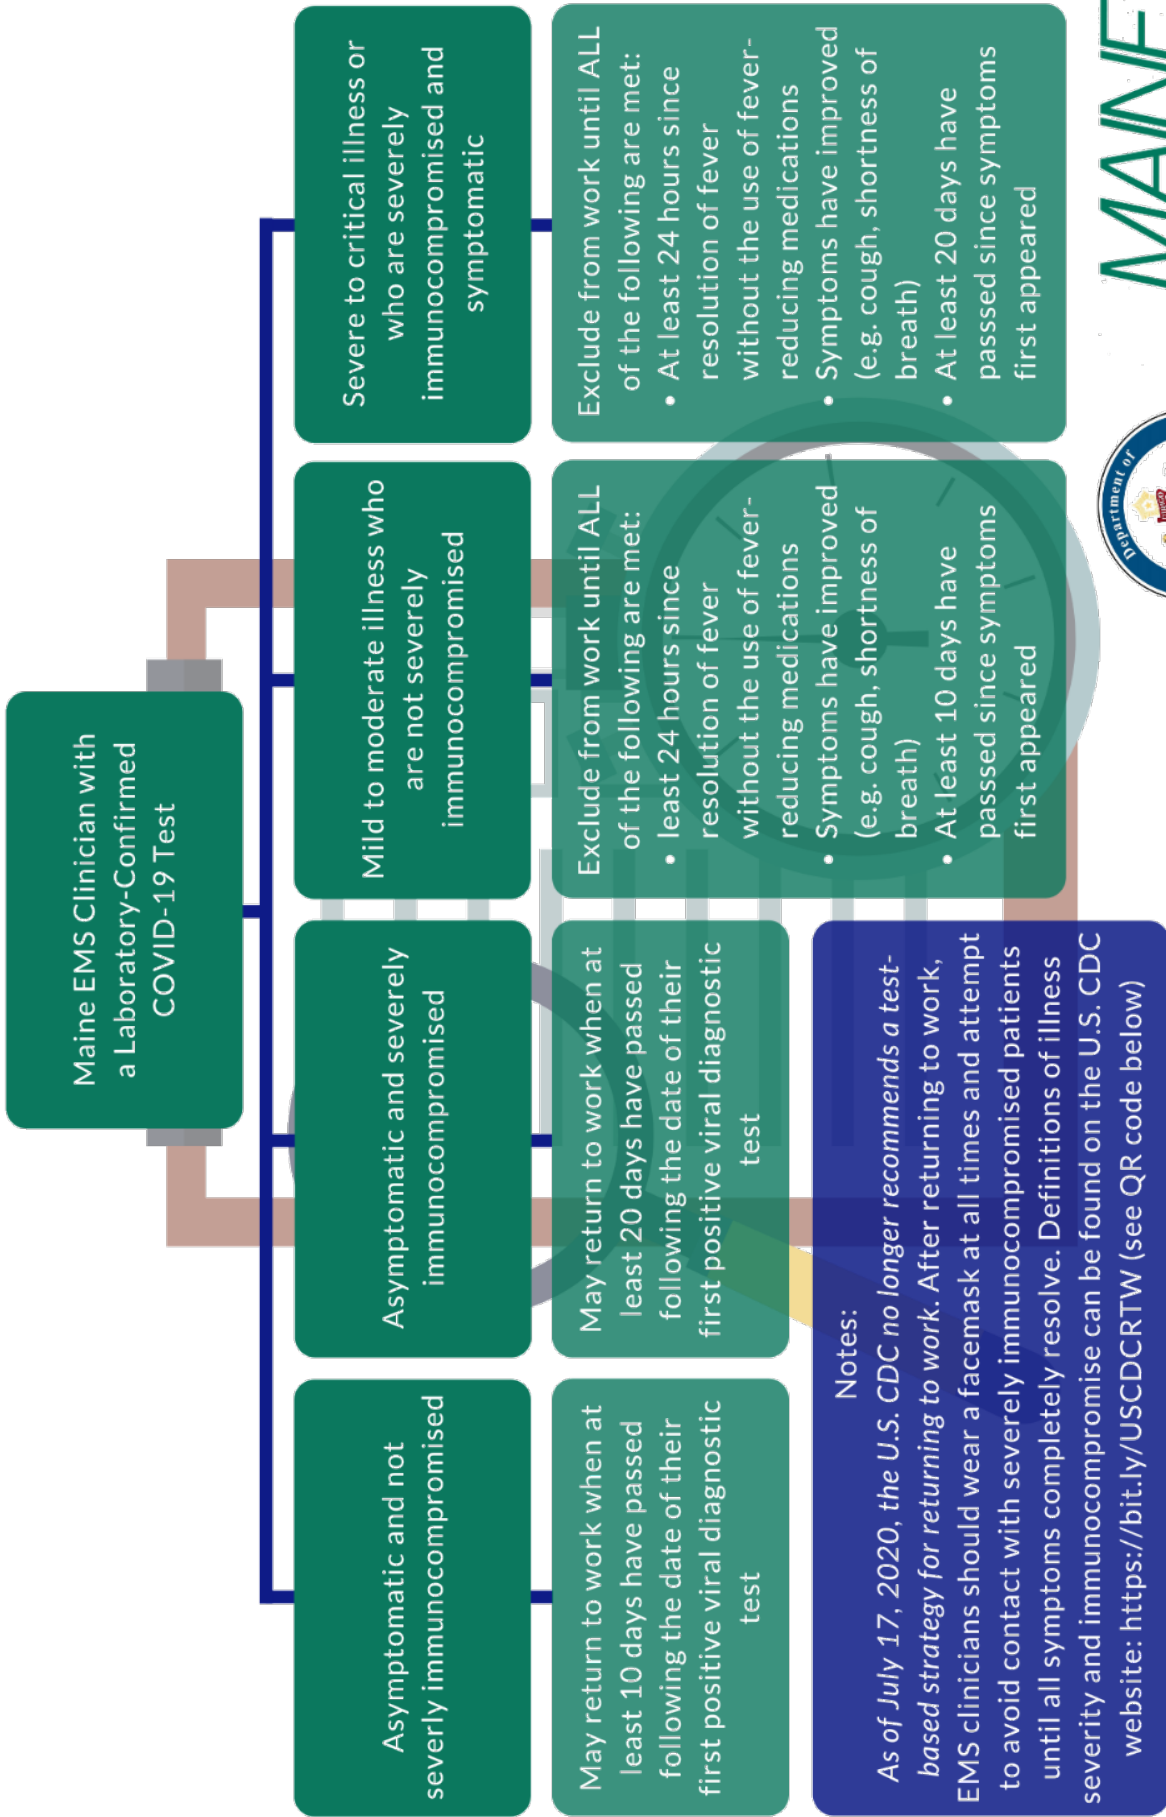 Maine EMS Clinician with
a Laboratory-Confirmed
COVID-19 Test
Asymptomatic and not
severly immunocompromised
May return to work when at
least 10 days have passed
following the date of their
first positive viral diagnostic
test
Asymptomatic and severely
immunocompromised
May return to work when at
least 20 days have passed
following the date of their
first positive viral diagnostic
test
Mild to moderate illness who
are not severely
immunocompromised
Exclude from work until ALL
of the following are met:
• least 24 hours since
resolution of fever
without the use of fever-
reducing medications
• Symptoms have improved
(e.g. cough, shortness of
breath)
• At least 10 days have
passsed since symptoms
first appeared
Severe to critical illness or
who are severely
immunocompromised and
symptomatic
Exclude from work until ALL
of the following are met:
• At least 24 hours since
resolution of fever
without the use of fever-
reducing medications
• Symptoms have improved
(e.g. cough, shortness of
breath)
• At least 20 days have
passsed since symptoms
first appeared
Notes:
As of July 17, 2020, the U.S. CDC no longer recommends a test-
based strategy for returning to work. After returning to work,
EMS clinicians should wear a facemask at all times and attempt
to avoid contact with severely immunocompromised patients
until all symptoms completely resolve. Definitions of illness
severity and immunocompromise can be found on the U.S. CDC
website: https://bit.ly/USCDCRTW (see QR code below)
Department of
MAINE